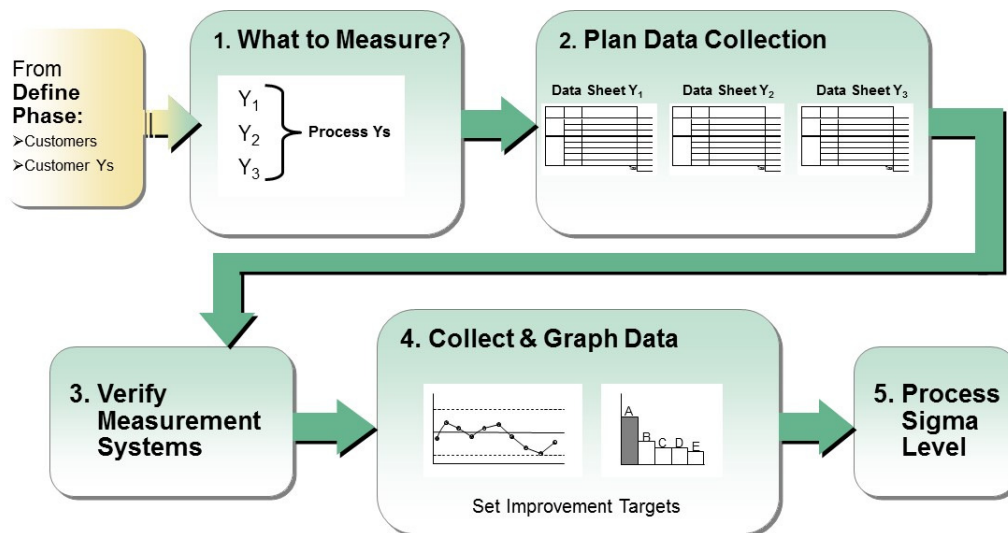 From
Define
Phase:
➢Customers
➢Customer Ys
1. What to Measure?
Y₁
Y₂
Y₃
Process Ys
2. Plan Data Collection
Data Sheet Y₁
Data Sheet Y₂
Data Sheet Y₃
3. Verify
Measurement
Systems
4. Collect & Graph Data
A
B
C
D
E
Set Improvement Targets
5. Process
Sigma
Level